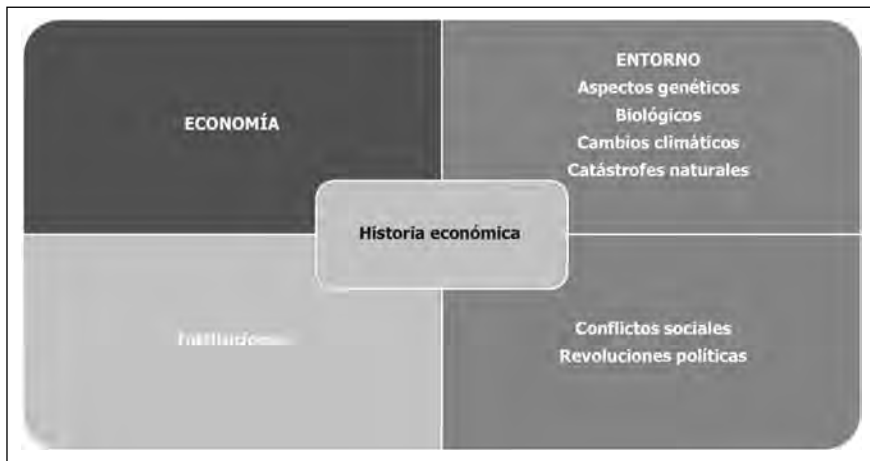 ECONOMÍA
ENTORNO
Aspectos genéticos
Biológicos
Cambios climáticos
Catástrofes naturales
Historia económica
Conflictos sociales
Revoluciones políticas